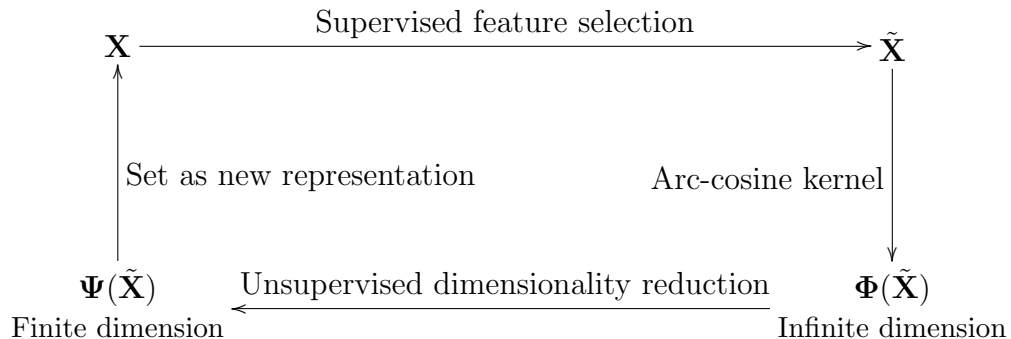 Supervised feature selection
X
X̃
Set as new representation
Arc-cosine kernel
Ψ(X̃)
Unsupervised dimensionality reduction
Φ(X̃)
Finite dimension
Infinite dimension